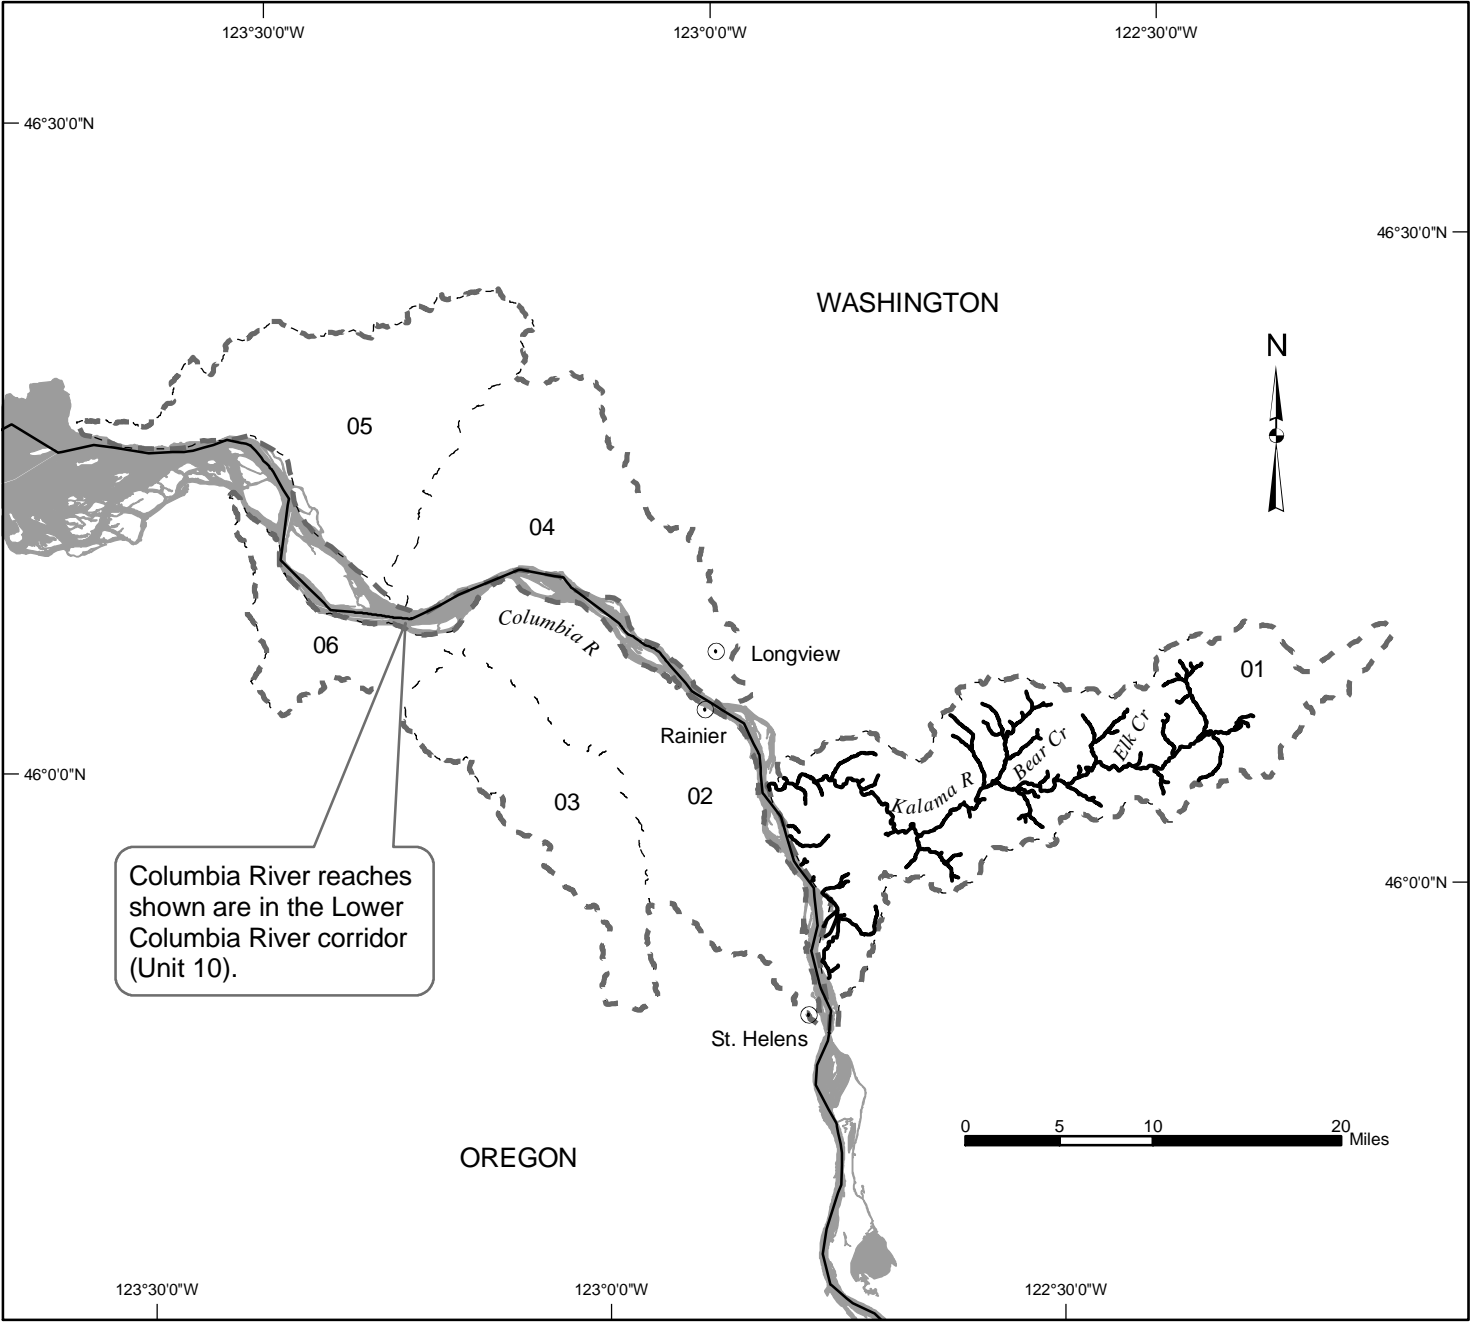 123°30'0"W
123°0'0"W
122°30'0"W
46°30'0"N
46°30'0"N
WASHINGTON
N
05
04
Columbia R
06
Longview
01
Rainier
Elk Cr
Bear Cr
Kalama R
46°0'0"N
03
02
Columbia River reaches
shown are in the Lower
Columbia River corridor
(Unit 10).
46°0'0"N
St. Helens
0 5 10 20
Miles
OREGON
123°30'0"W
123°0'0"W
122°30'0"W